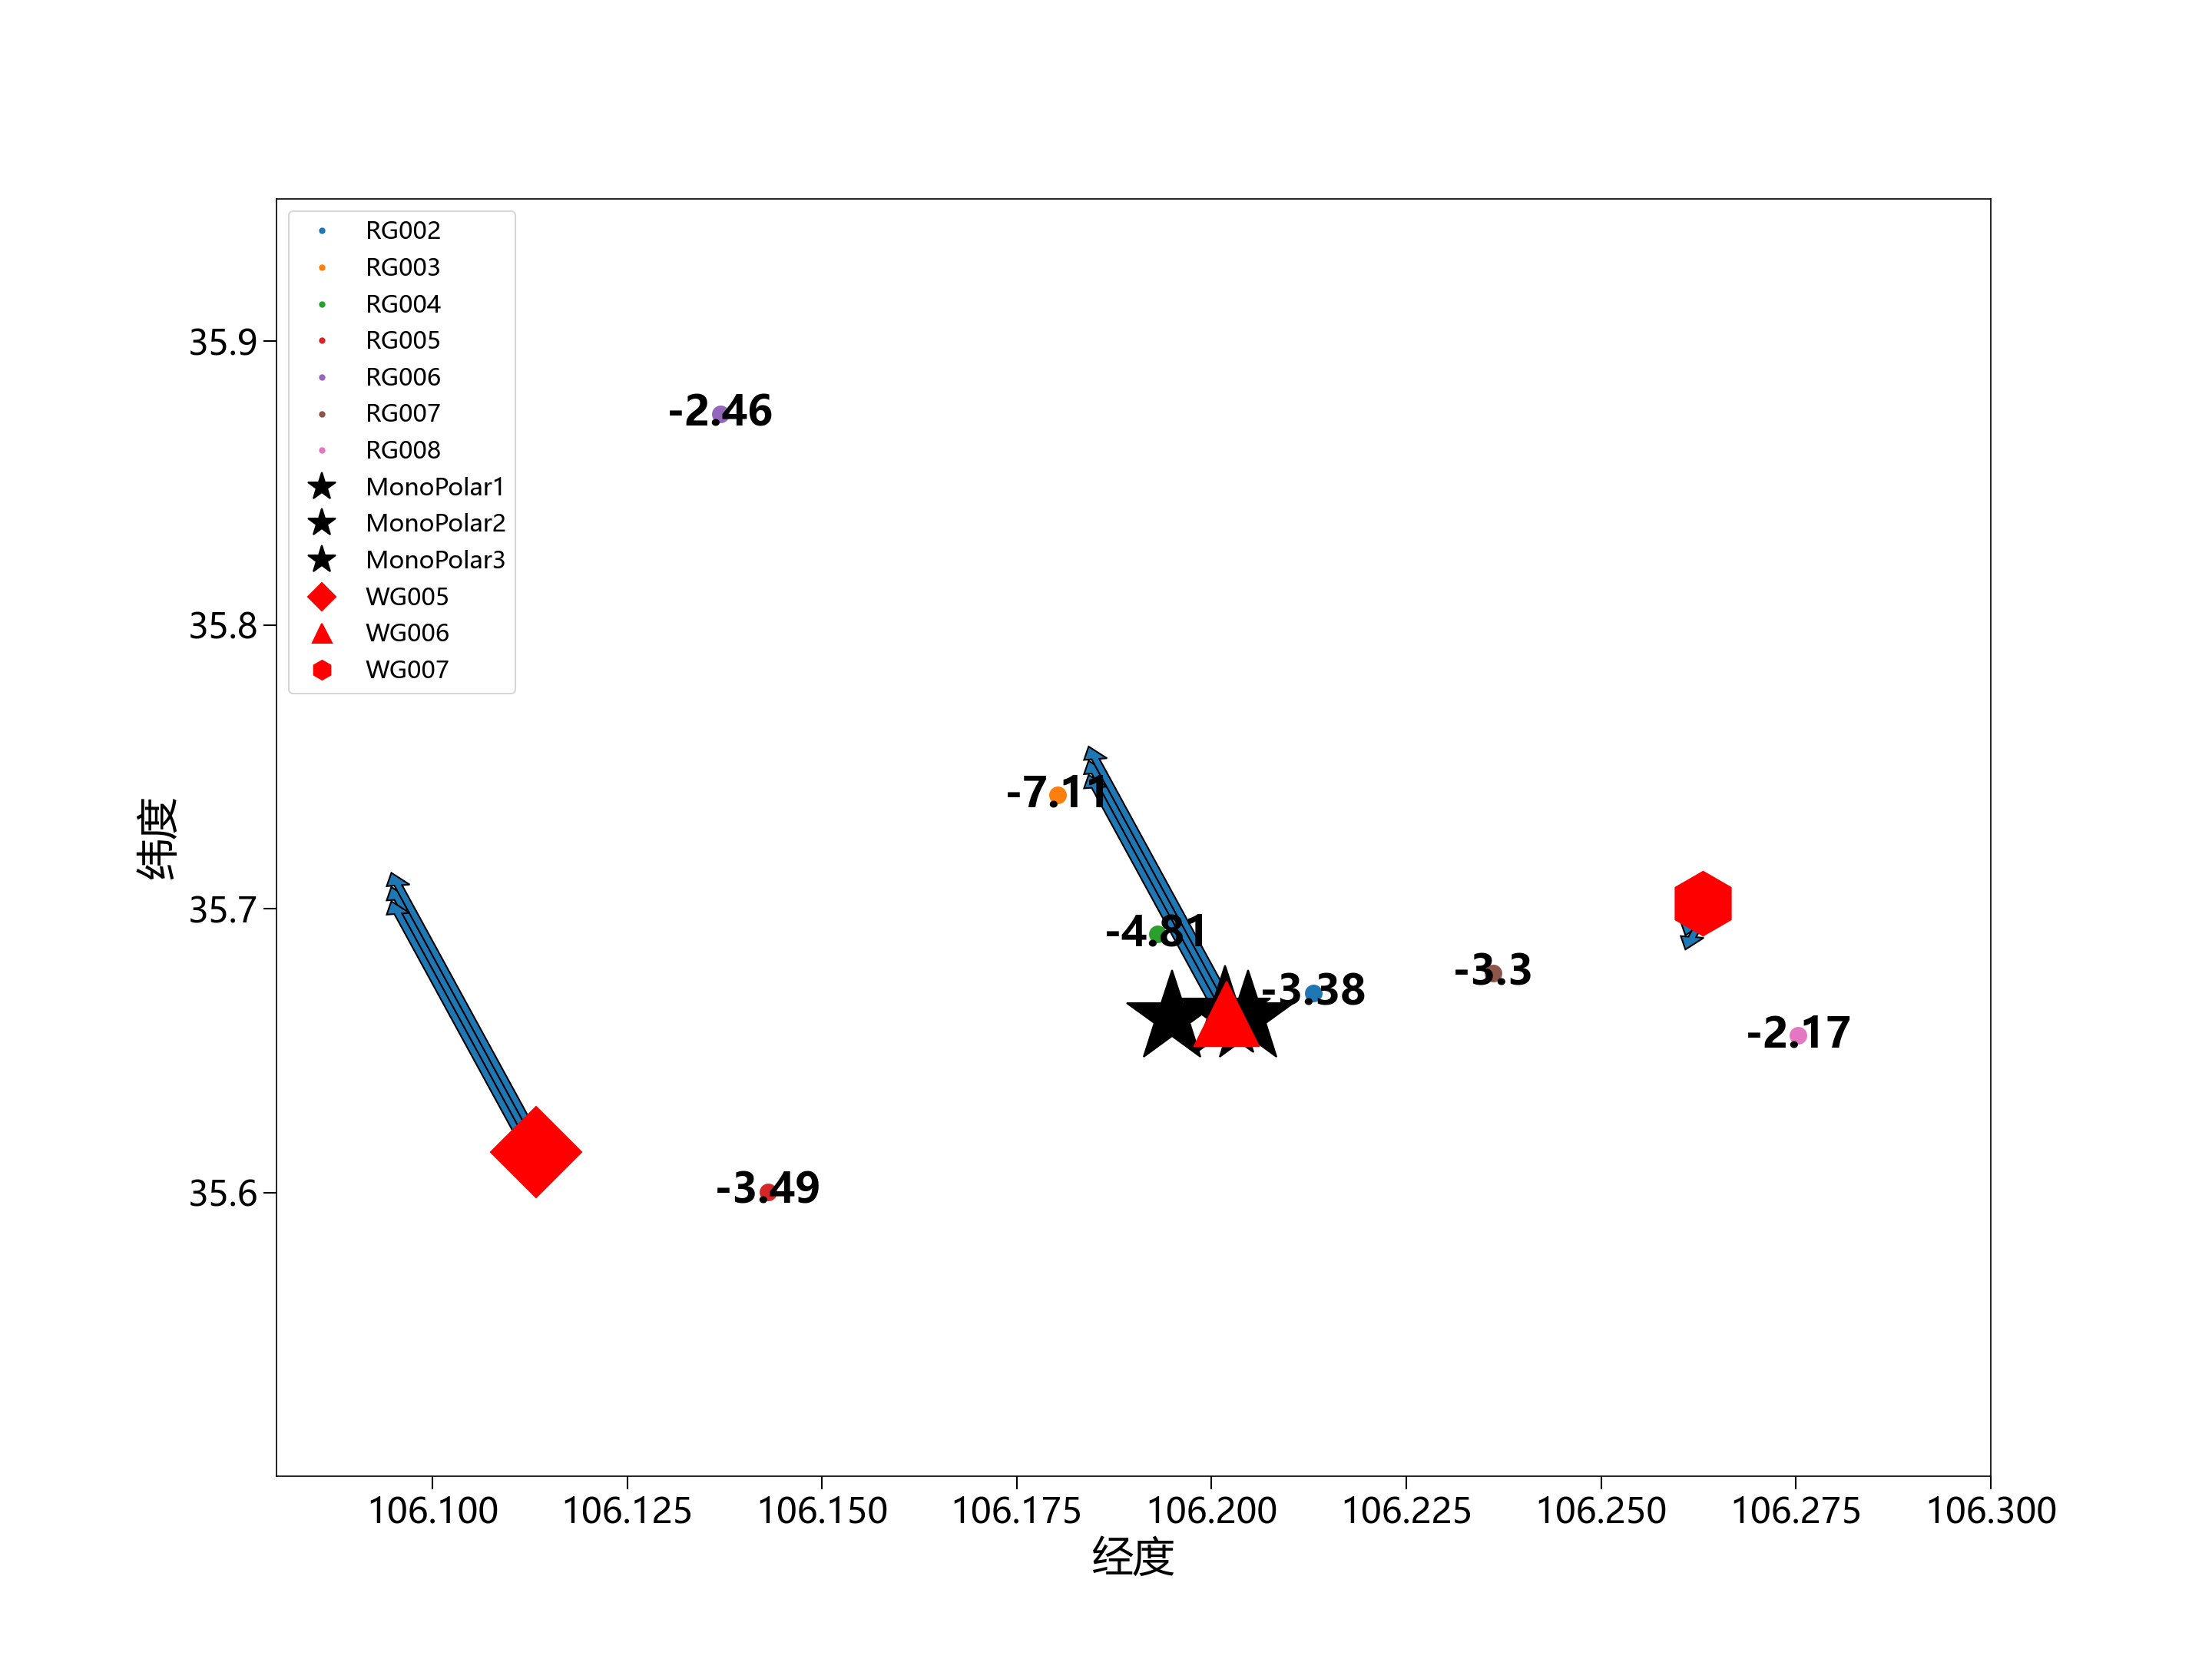 RG002
RG003
RG004
RG005
RG006
RG007
RG008
MonoPolar1
MonoPolar2
MonoPolar3
WG005
WG006
WG007
35.9
35.8
35.7
35.6
纬度
-2.46
-7.11
-4.81
-3.3
-3.38
-2.17
-3.49
106.100
106.125
106.150
106.175
106.200
106.225
106.250
106.275
106.300
经度